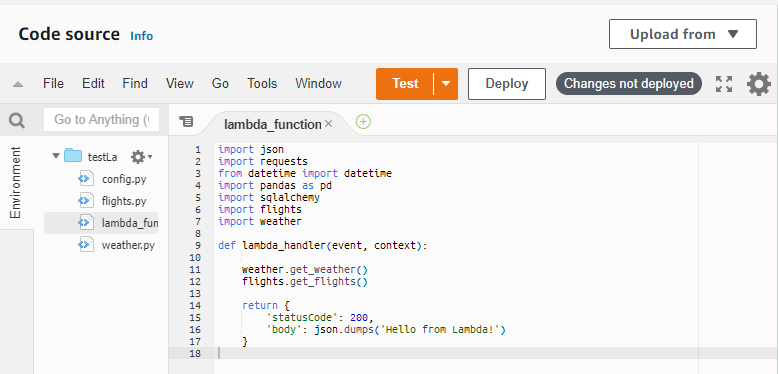 Code source Info
Upload from
File Edit Find View Go Tools Window
Test
Deploy
Changes not deployed
Go to Anything (
lambda_function
Environment
testLa
config.py
flights.py
lambda_fun
weather.py
1 import json
2 import requests
3 from datetime import datetime
4 import pandas as pd
5 import sqlalchemy
6 import flights
7 import weather
8
9 def lambda_handler(event, context):
10
11     weather.get_weather()
12     flights.get_flights()
13
14     return {
15         'statusCode': 200,
16         'body': json.dumps('Hello from Lambda!')
17     }
18